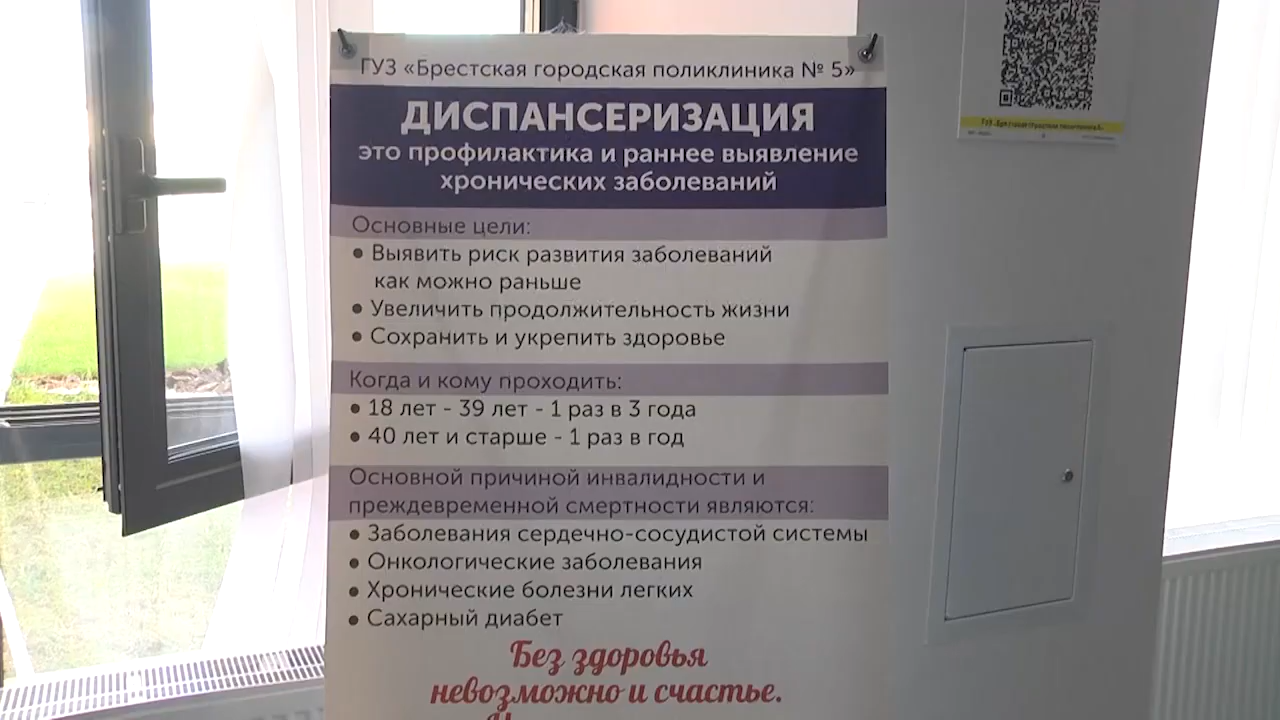 ГУЗ «Брестская городская поликлиника № 5»
ДИСПАНСЕРИЗАЦИЯ
это профилактика и раннее выявление
хронических заболеваний
Основные цели:
• Выявить риск развития заболеваний
как можно раньше
• Увеличить продолжительность жизни
• Сохранить и укрепить здоровье
Когда и кому проходить:
• 18 лет - 39 лет - 1 раз в 3 года
• 40 лет и старше - 1 раз в год
Основной причиной инвалидности и
преждевременной смертности являются:
• Заболевания сердечно-сосудистой системы
• Онкологические заболевания
• Хронические болезни легких
• Сахарный диабет
Без здоровья
невозможно и счастье.